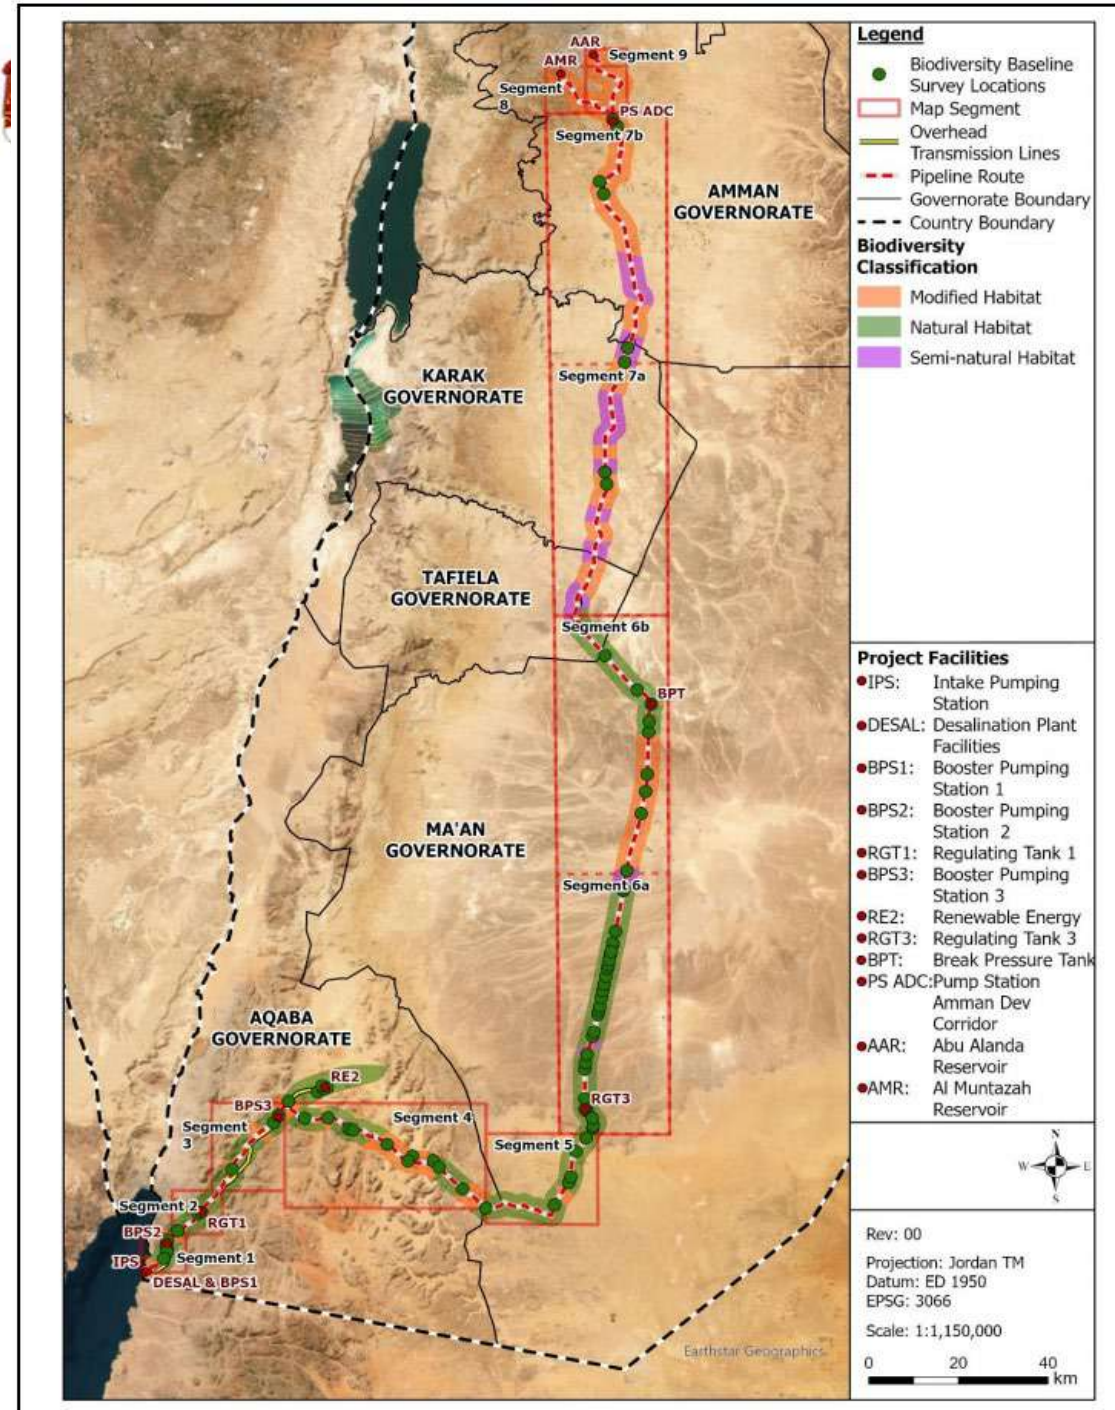 AAR
Segment 9
AMR
Segment
8
PS ADC
Segment 7b
AMMAN
GOVERNORATE
KARAK
GOVERNORATE
Segment 7a
TAFIELA
GOVERNORATE
Segment 6b
BPT
MA'AN
GOVERNORATE
Segment 6a
AQABA
GOVERNORATE
RE2
BPS3
RGT3
Segment
3
Segment 4
Segment 5
Segment 2
RGT1
BPS2
Segment 1
IPS
DESAL & BPS1
Earthstar Geographics
Legend
Biodiversity Baseline
Survey Locations
Map Segment
Overhead
Transmission Lines
Pipeline Route
Governorate Boundary
Country Boundary
Biodiversity
Classification
Modified Habitat
Natural Habitat
Semi-natural Habitat
Project Facilities
IPS: Intake Pumping
Station
DESAL: Desalination Plant
Facilities
BPS1: Booster Pumping
Station 1
BPS2: Booster Pumping
Station 2
RGT1: Regulating Tank 1
BPS3: Booster Pumping
Station 3
RE2: Renewable Energy
RGT3: Regulating Tank 3
BPT: Break Pressure Tank
PS ADC:Pump Station
Amman Dev
Corridor
AAR: Abu Alanda
Reservoir
AMR: Al Muntazah
Reservoir
N
W E
S
Rev: 00
Projection: Jordan TM
Datum: ED 1950
EPSG: 3066
Scale: 1:1,150,000
0 20 40
km